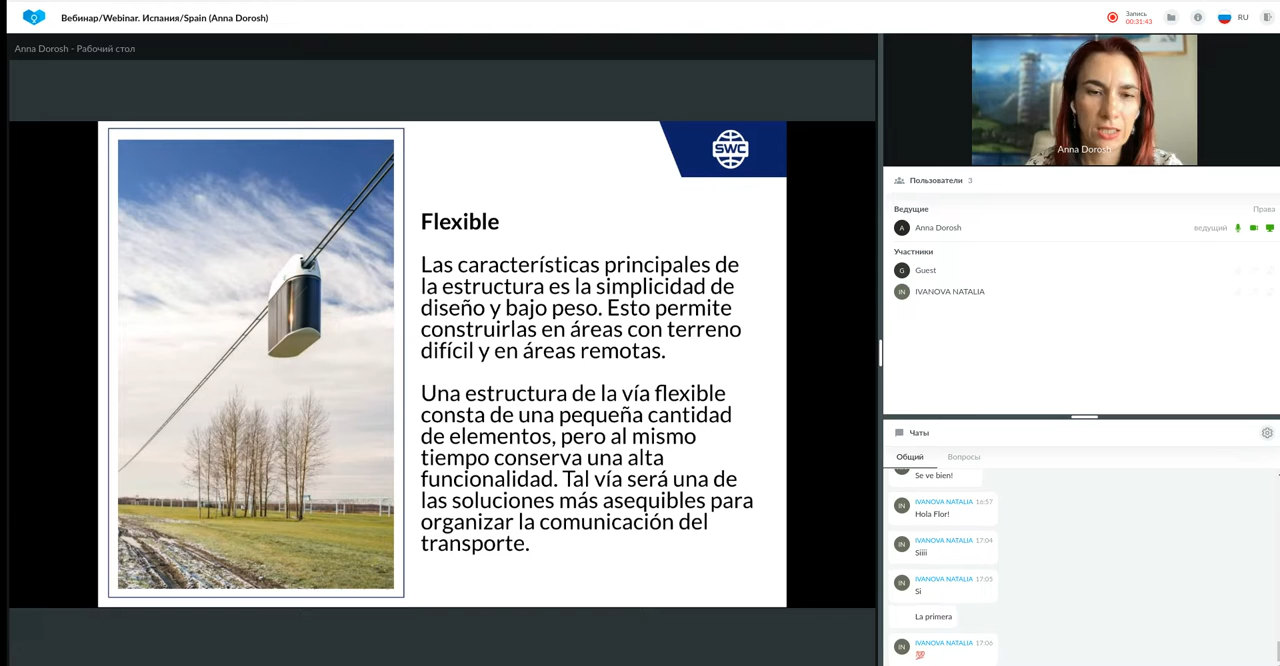 Вебинар/Webinar. Испания/Spain (Anna Dorosh)
Запись
00:31:43
RU
Anna Dorosh - Рабочий стол
SWC
Flexible
Las características principales de
la estructura es la simplicidad de
diseño y bajo peso. Esto permite
construirlas en áreas con terreno
difícil y en áreas remotas.
Una estructura de la vía flexible
consta de una pequeña cantidad
de elementos, pero al mismo
tiempo conserva una alta
funcionalidad. Tal vía será una de
las soluciones más asequibles para
organizar la comunicación del
transporte.
Anna Dorosh
Пользователи 3
Ведущие Права
A Anna Dorosh ведущий
Участники
G Guest
IN IVANOVA NATALIA
Чаты
Общий Вопросы
Se ve bien!
IN IVANOVA NATALIA 16:57
Hola Flor!
IN IVANOVA NATALIA 17:04
Siiii
IN IVANOVA NATALIA 17:05
Si
La primera
IN IVANOVA NATALIA 17:06
💯